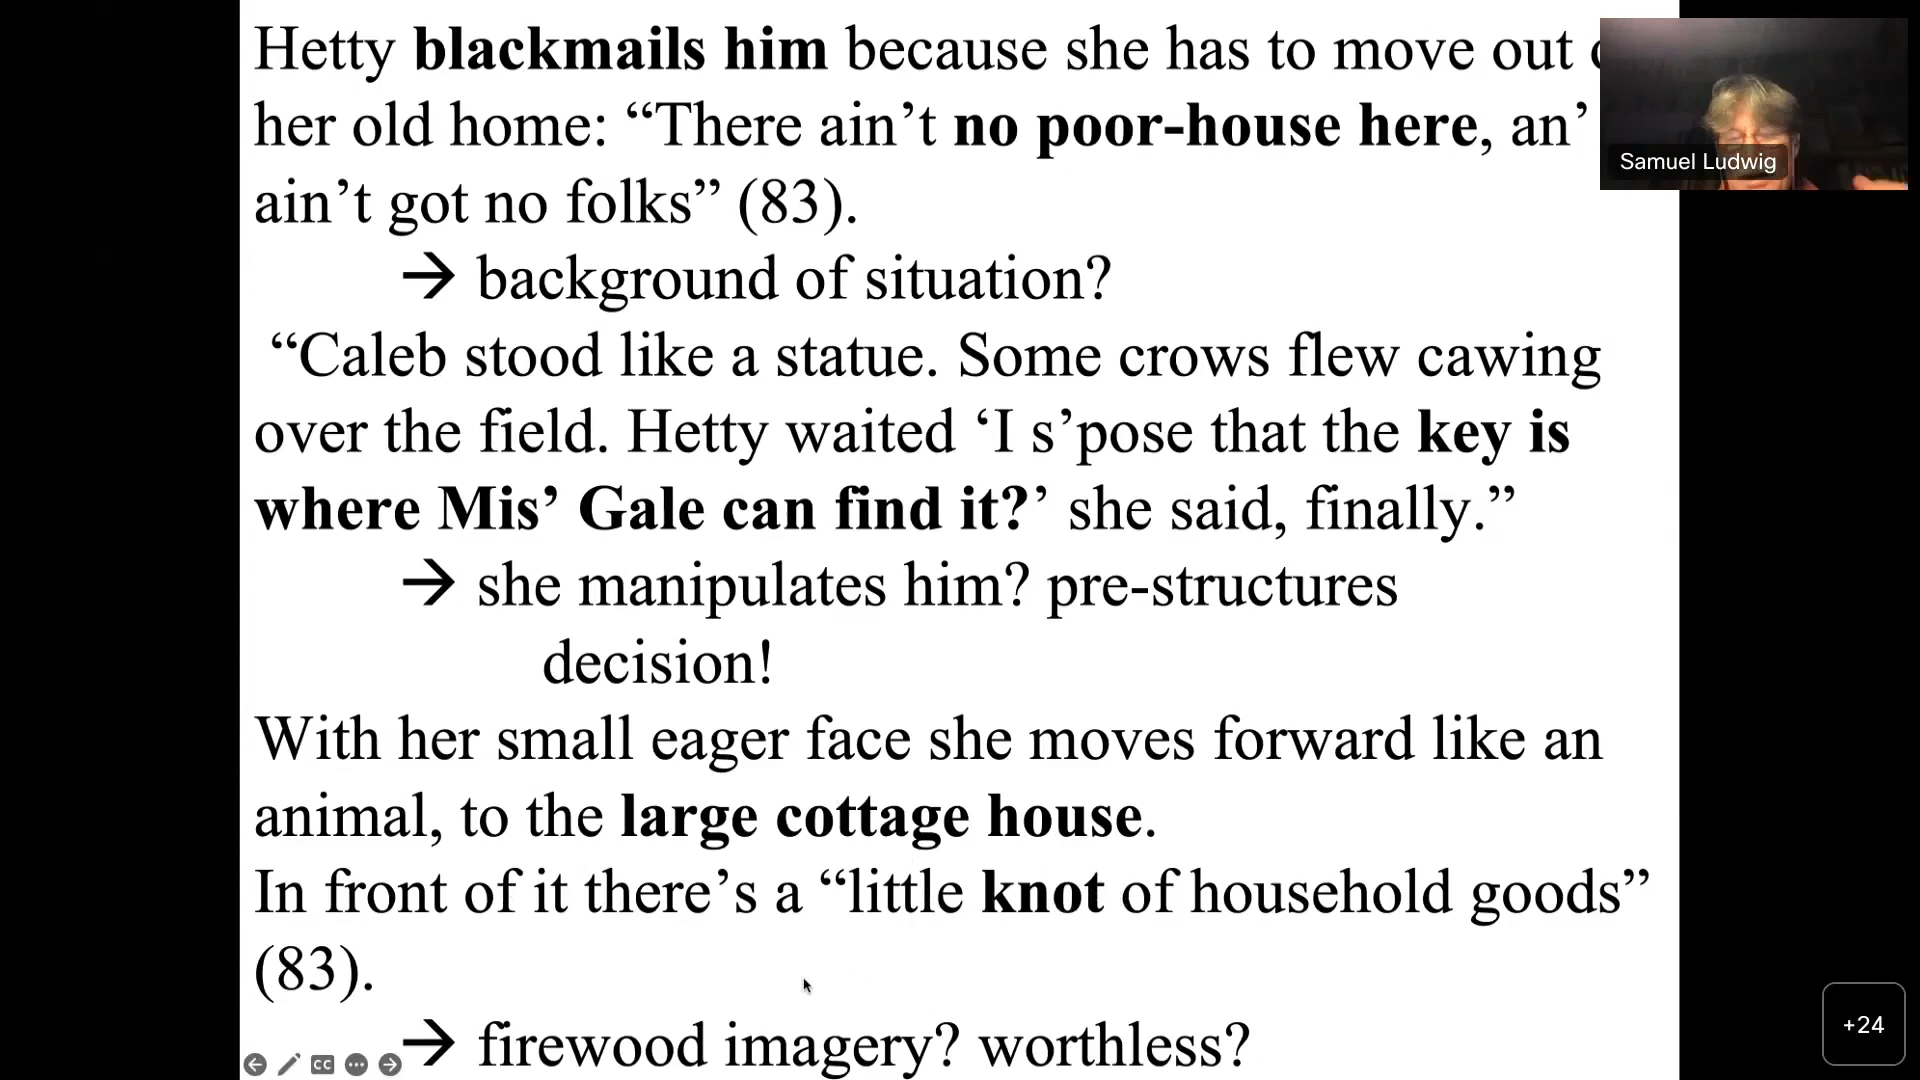 Hetty blackmails him because she has to move out
her old home: “There ain’t no poor-house here, an’
ain’t got no folks” (83).
→ background of situation?
“Caleb stood like a statue. Some crows flew cawing
over the field. Hetty waited ‘I s’pose that the key is
where Mis’ Gale can find it?’ she said, finally.”
→ she manipulates him? pre-structures
decision!
With her small eager face she moves forward like an
animal, to the large cottage house.
In front of it there’s a “little knot of household goods”
(83).
→ firewood imagery? worthless?
Samuel Ludwig
+24
CC